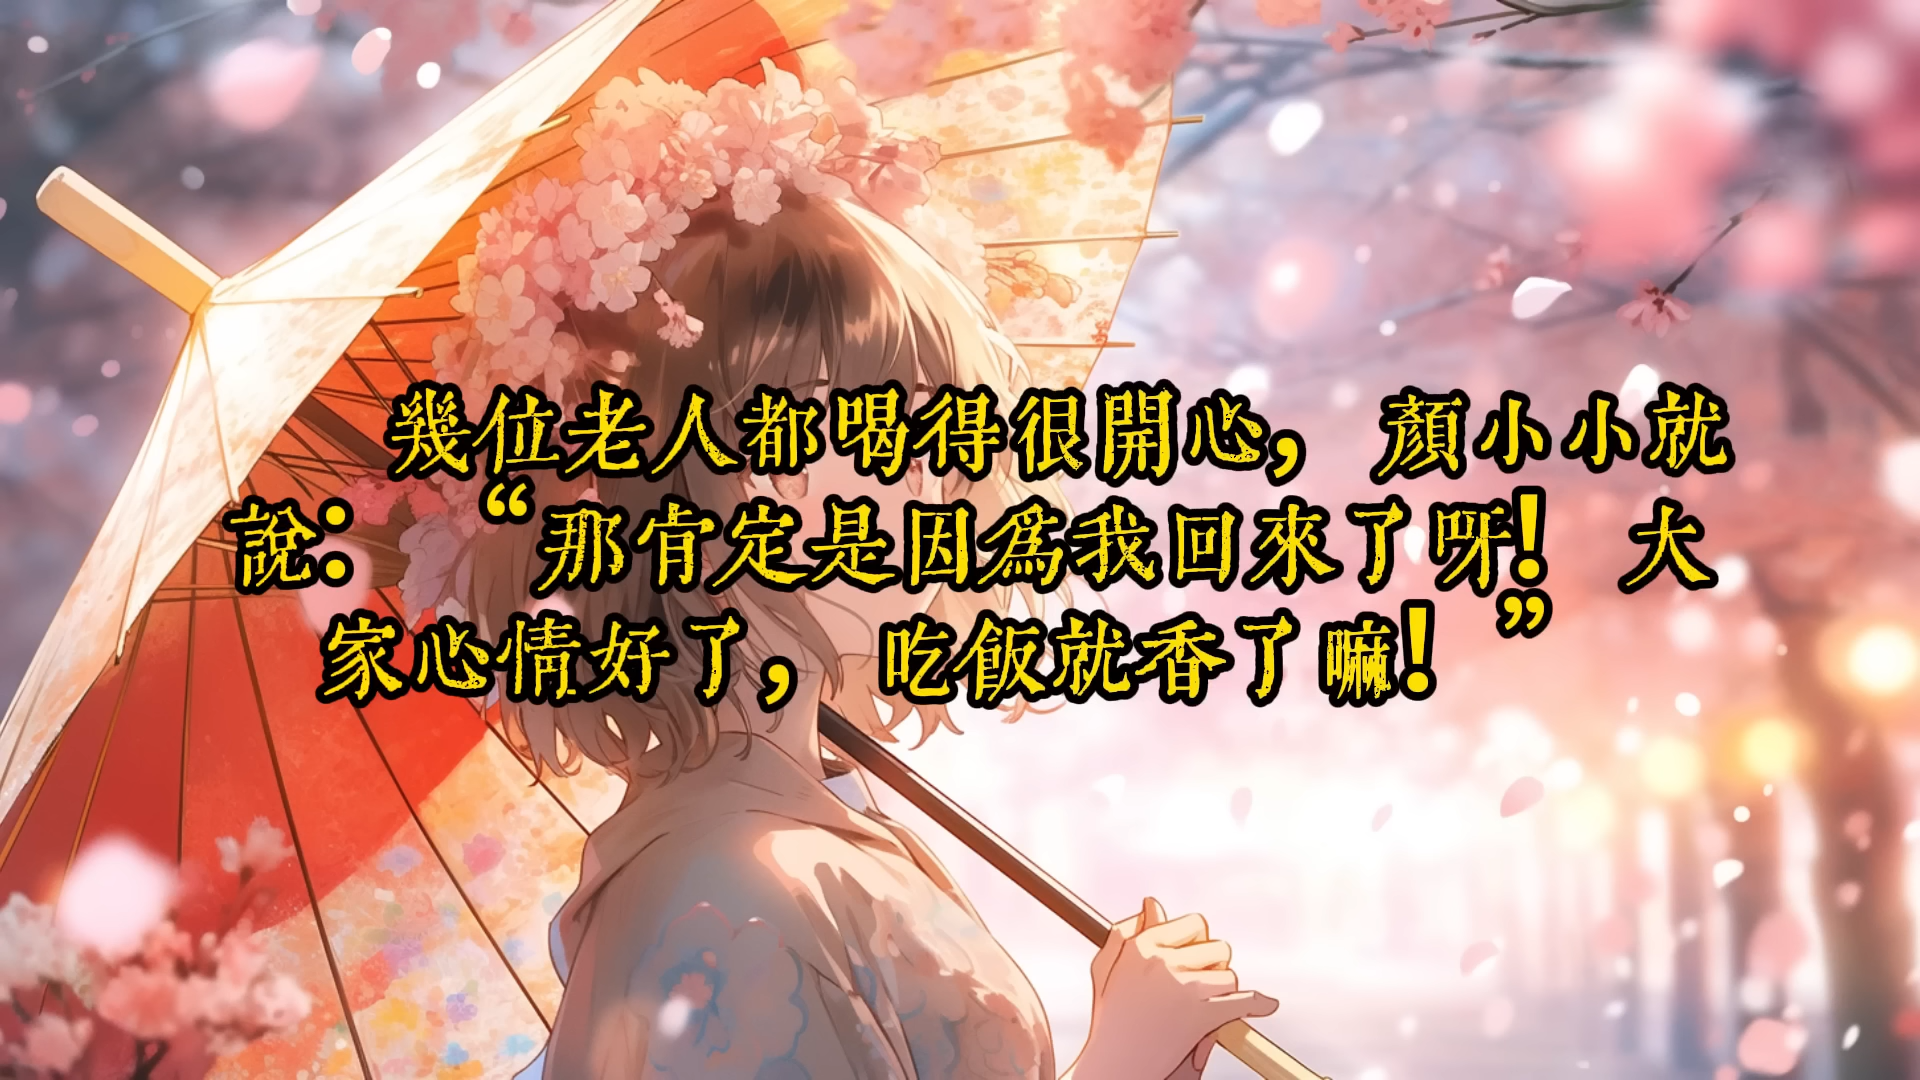 幾位老人都喝得很開心，顏小小就
說：“那肯定是因爲我回來了呀！大
家心情好了，吃飯就香了嘛！”